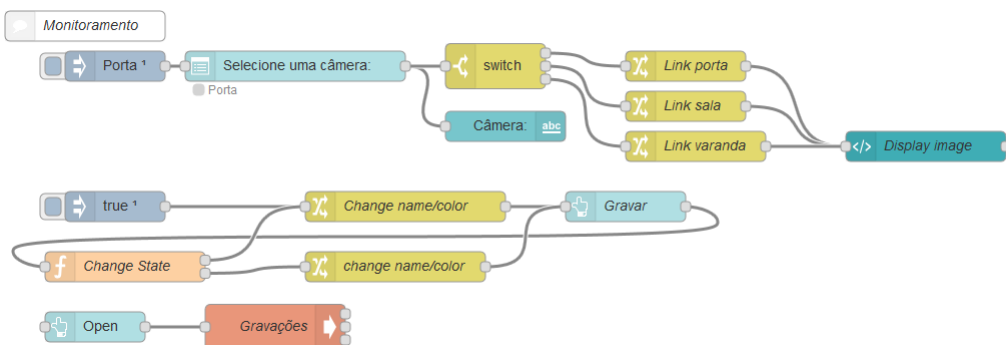 Monitoramento
Porta ¹
Selecione uma câmera:
Porta
switch
Link porta
Link sala
Câmera:
abc
Link varanda
Display image
true ¹
Change name/color
Gravar
Change State
change name/color
Open
Gravações